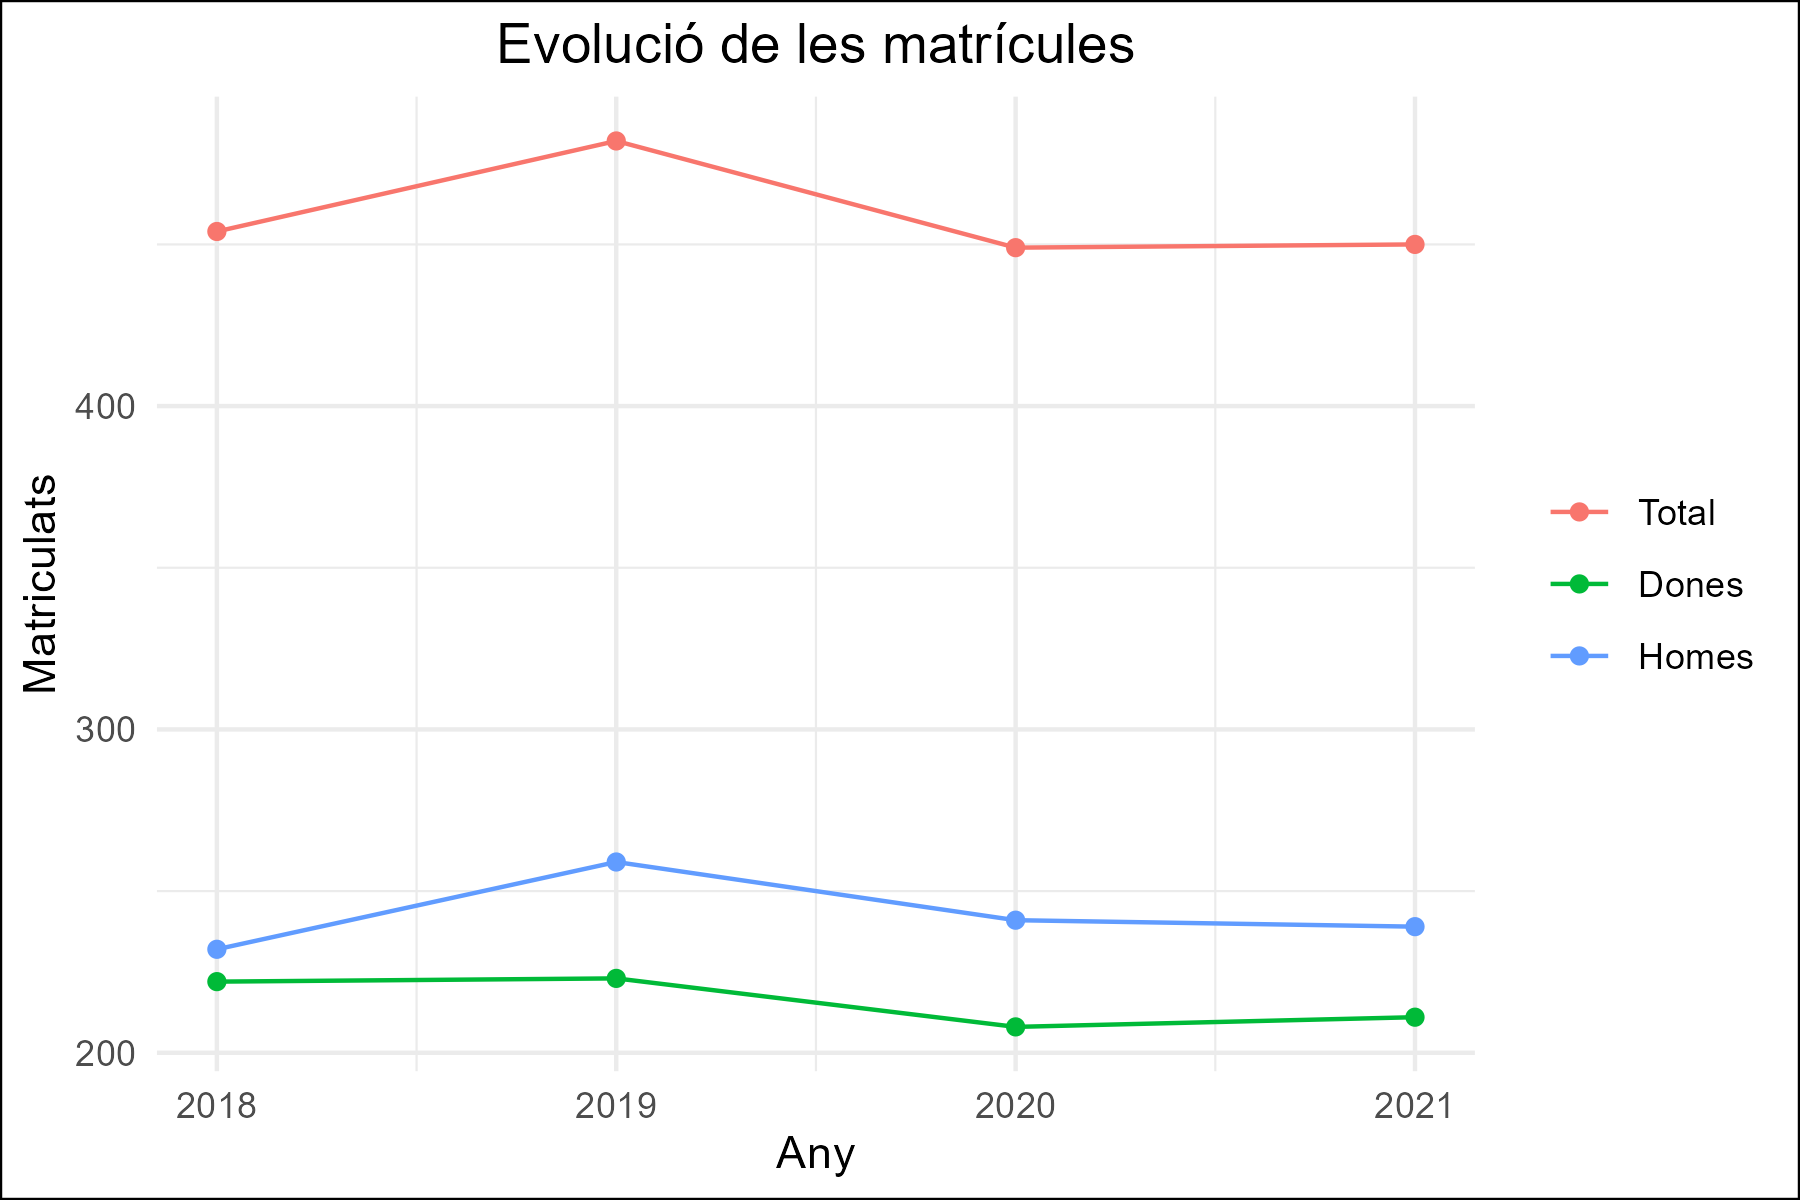 Evolució de les matrícules
Matriculats
400
300
200
2018
2019
2020
2021
Any
Total
Dones
Homes